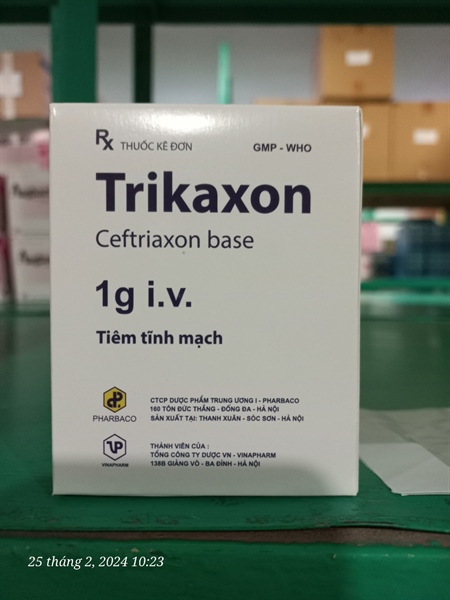 Rx THUỐC KÊ ĐƠN GMP - WHO
Trikaxon
Ceftriaxon base
1g i.v.
Tiêm tĩnh mạch
PHARBACO
CTCP DƯỢC PHẨM TRUNG ƯƠNG I - PHARBACO
160 TÔN ĐỨC THẮNG - ĐỐNG ĐA - HÀ NỘI
SẢN XUẤT TẠI: THANH XUÂN - SÓC SƠN - HÀ NỘI
VINAPHARM
THÀNH VIÊN CỦA :
TỔNG CÔNG TY DƯỢC VN - VINAPHARM
138B GIẢNG VÕ - BA ĐÌNH - HÀ NỘI
25 tháng 2, 2024 10:23